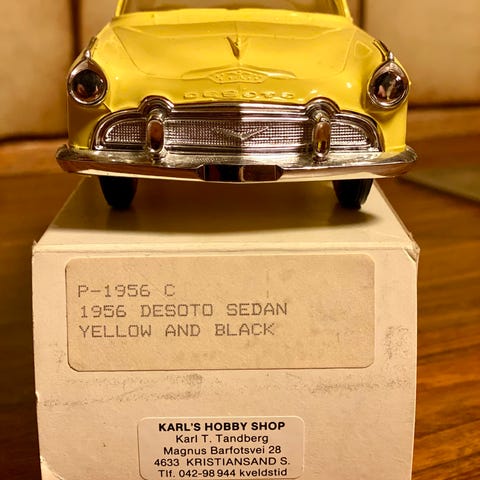 DESOTO
P-1956 C
1956 DESOTO SEDAN
YELLOW AND BLACK
KARL'S HOBBY SHOP
Karl T. Tandberg
Magnus Barfotsvei 28
4633 KRISTIANSAND S.
Tlf. 042-98 944 kveldstid